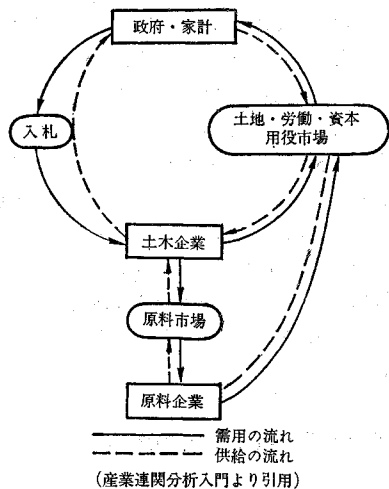 政府・家計
入札
土地・労働・資本
用役市場
土木企業
原料市場
原料企業
需用の流れ
供給の流れ
(産業連関分析入門より引用)